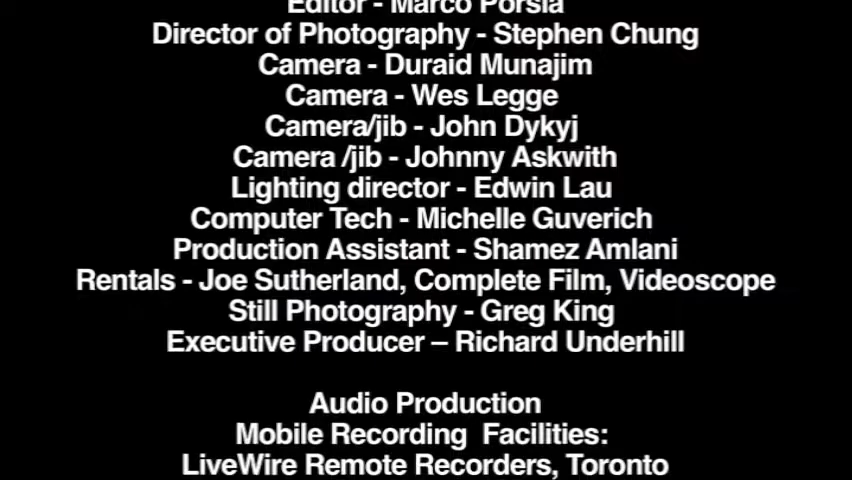 Editor - Marco Porsia
Director of Photography - Stephen Chung
Camera - Duraid Munajim
Camera - Wes Legge
Camera/jib - John Dykyj
Camera /jib - Johnny Askwith
Lighting director - Edwin Lau
Computer Tech - Michelle Guverich
Production Assistant - Shamez Amlani
Rentals - Joe Sutherland, Complete Film, Videoscope
Still Photography - Greg King
Executive Producer – Richard Underhill
Audio Production
Mobile Recording  Facilities:
LiveWire Remote Recorders, Toronto